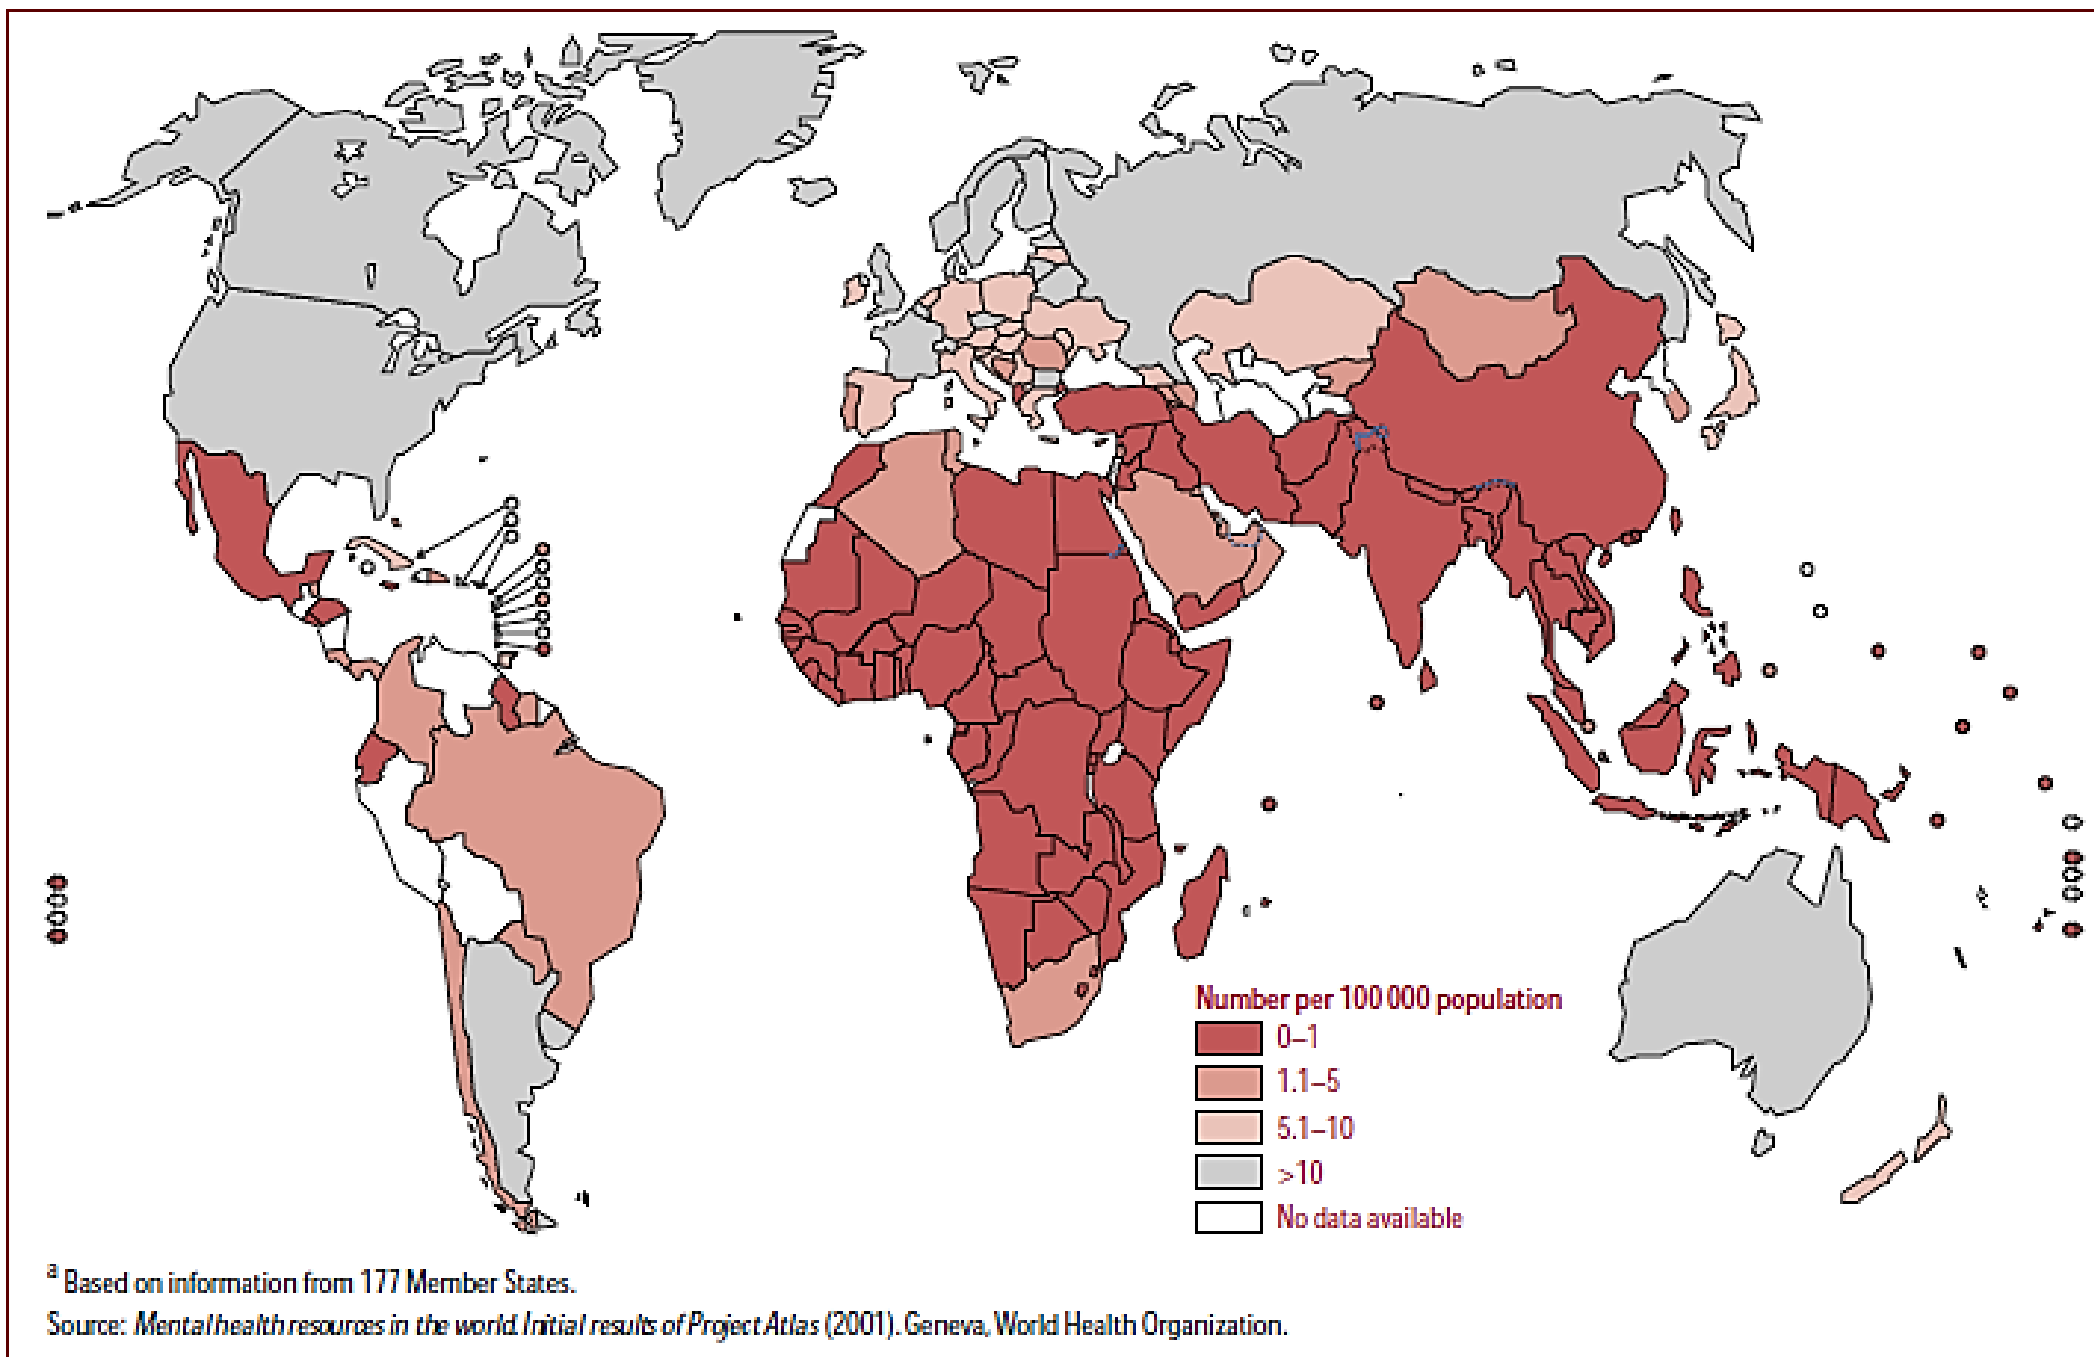 Number per 100 000 population
0–1
1.1–5
5.1–10
>10
No data available
a Based on information from 177 Member States.
Source: Mental health resources in the world. Initial results of Project Atlas (2001). Geneva, World Health Organization.